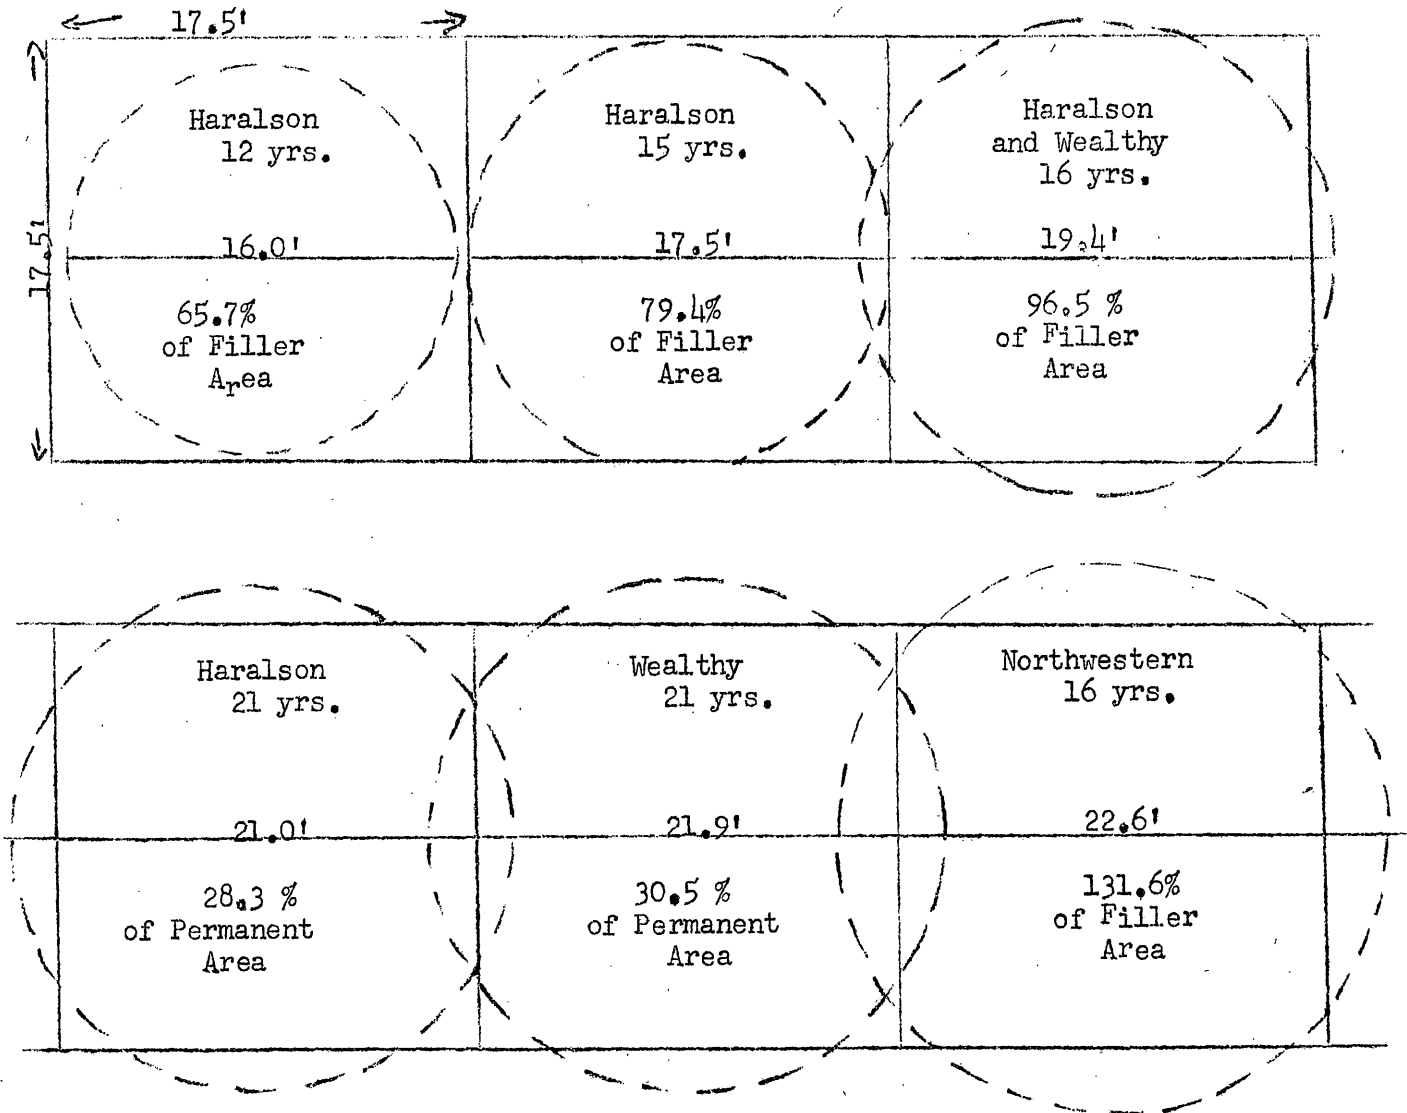 17.5'
17.5'
Haralson
12 yrs.
16.0'
65.7%
of Filler
Area
Haralson
15 yrs.
17.5'
79.4%
of Filler
Area
Haralson
and Wealthy
16 yrs.
19.4'
96.5 %
of Filler
Area
Haralson
21 yrs.
21.0'
28.3 %
of Permanent
Area
Wealthy
21 yrs.
21.9'
30.5 %
of Permanent
Area
Northwestern
16 yrs.
22.6'
131.6%
of Filler
Area